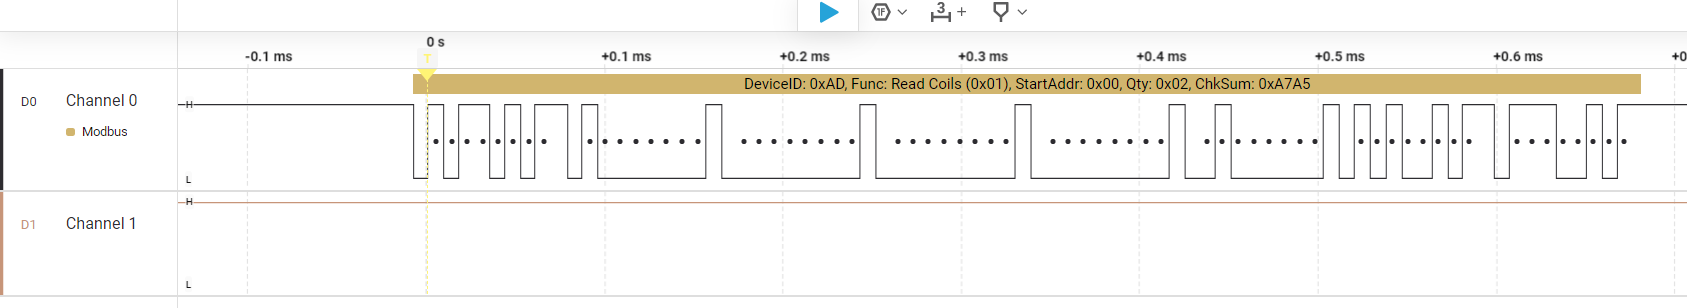 1F 3 +
0 s
-0.1 ms +0.1 ms +0.2 ms +0.3 ms +0.4 ms +0.5 ms +0.6 ms +0
T
DeviceID: 0xAD, Func: Read Coils (0x01), StartAddr: 0x00, Qty: 0x02, ChkSum: 0xA7A5
D0 Channel 0 H
Modbus
L
H
D1 Channel 1
L